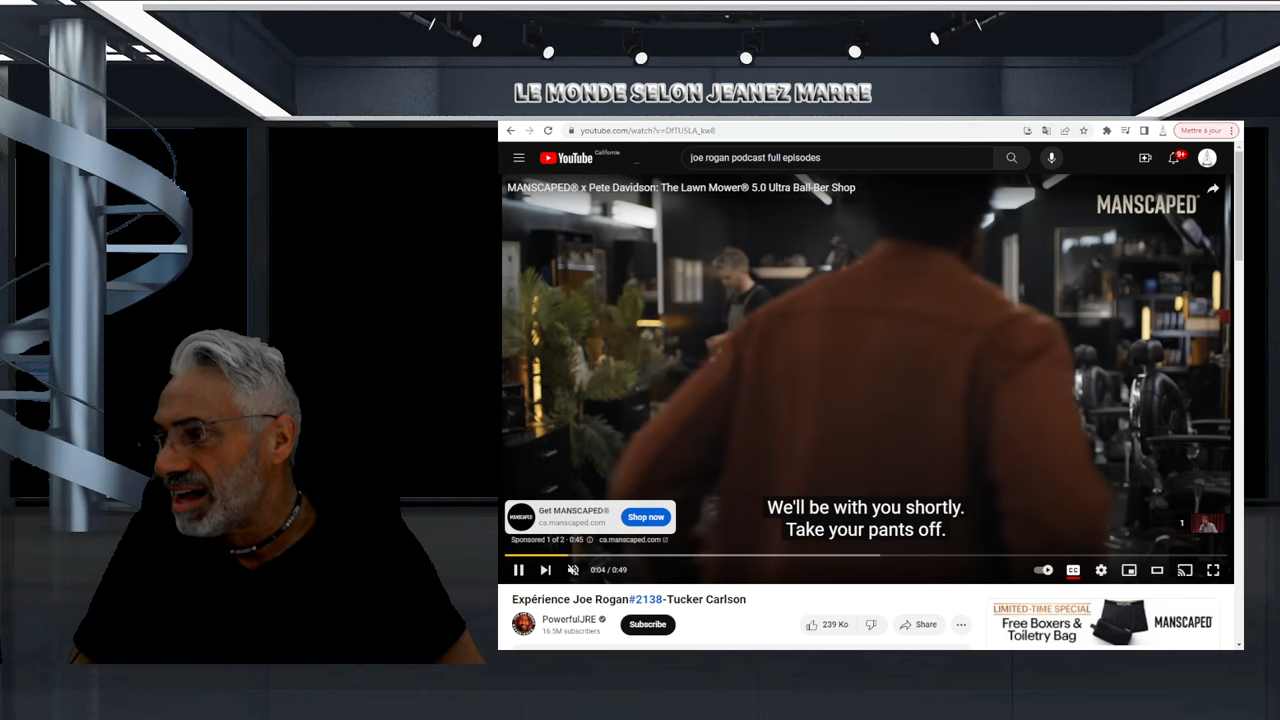 LE MONDE SELON JEANEZ MARRE
youtube.com/watch?v=DfTU5LA_kw8
Mettre à jour
YouTube
Californie
joe rogan podcast full episodes
9+
MANSCAPED® x Pete Davidson: The Lawn Mower® 5.0 Ultra Ball-Ber Shop
MANSCAPED®
MANSCAPED
Get MANSCAPED®
ca.manscaped.com
Shop now
We'll be with you shortly.
Take your pants off.
1
Sponsored 1 of 2 · 0:45
ca.manscaped.com
0:04 / 0:49
CC
Expérience Joe Rogan#2138-Tucker Carlson
PowerfulJRE
16.5M subscribers
Subscribe
239 Ko
Share
LIMITED-TIME SPECIAL
Free Boxers &
Toiletry Bag
MANSCAPED®